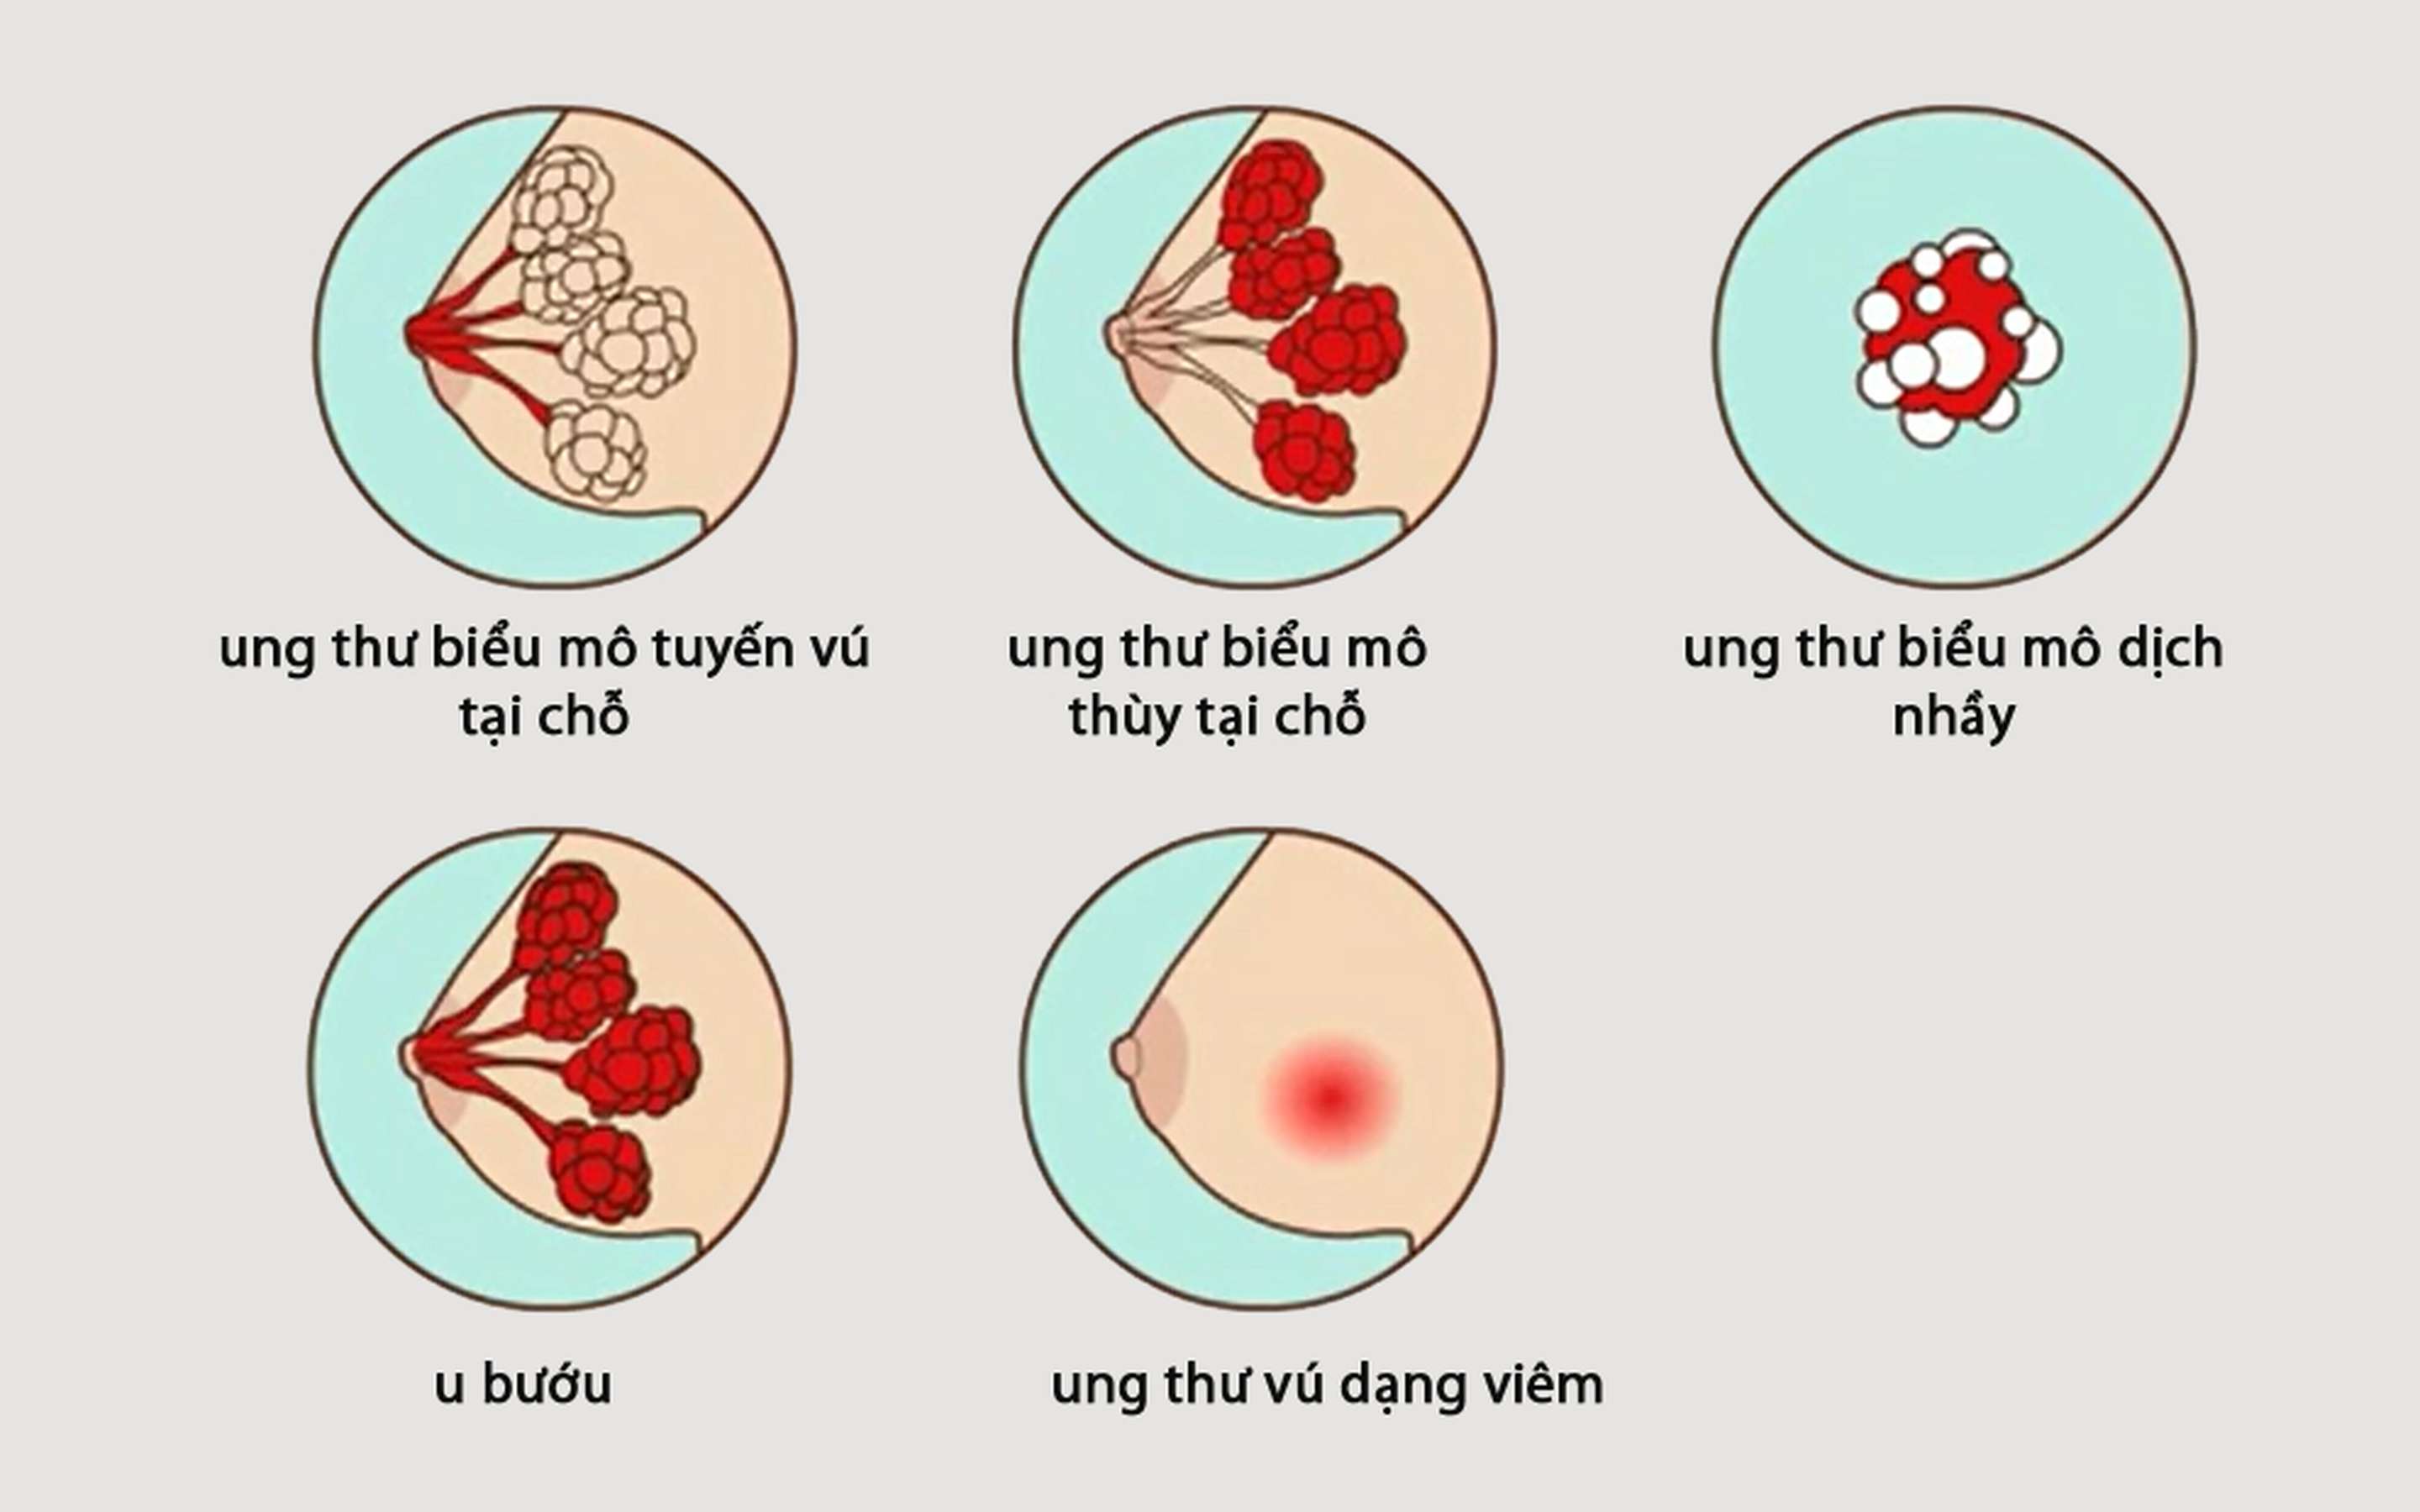 ung thư biểu mô tuyến vú
tại chỗ
ung thư biểu mô
thùy tại chỗ
ung thư biểu mô dịch
nhầy
u bướu
ung thư vú dạng viêm